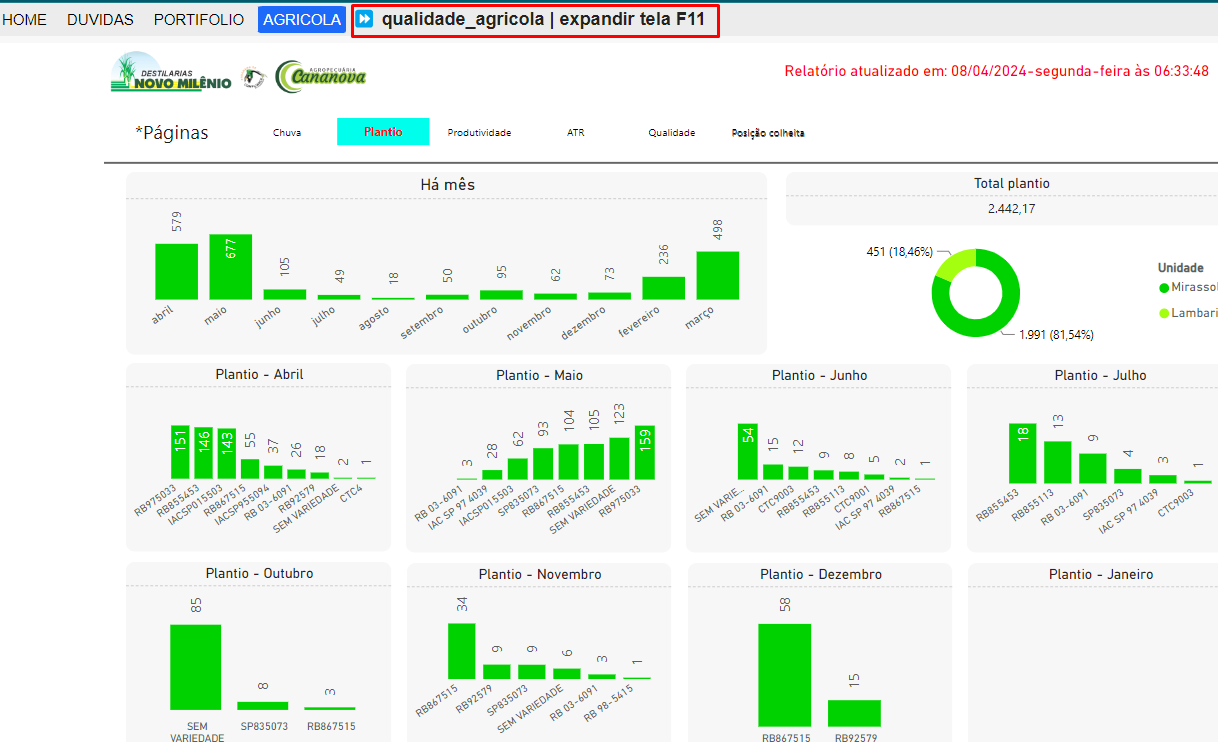 HOME DUVIDAS PORTIFOLIO AGRICOLA qualidade_agricola | expandir tela F11
DESTILARIAS
NOVO MILÊNIO
AGROPECUÁRIA
Cananova
Relatório atualizado em: 08/04/2024-segunda-feira às 06:33:48
*Páginas Chuva Plantio Produtividade ATR Qualidade Posição colheita
Há mês
579 677 105 49 18 50 95 62 73 236 498
abril maio junho julho agosto setembro outubro novembro dezembro fevereiro março
Total plantio
2.442,17
451 (18,46%)
1.991 (81,54%)
Unidade
Mirassol
Lambari
Plantio - Abril
151 146 143 55 37 26 18 2 1
RB975033 RB855453 IACSP015503 RB867515 IACSP955094 RB 03-6091 RB92579 SEM VARIEDADE CTC4
Plantio - Maio
3 28 62 93 104 105 123 159
RB 03-6091 IAC SP 97 4039 IACSP015503 SP835073 RB867515 RB855453 SEM VARIEDADE RB975033
Plantio - Junho
54 15 12 9 8 5 2 1
SEM VARIE... RB 03-6091 CTC9003 RB855453 RB855113 CTC9001 IAC SP 97 4039 RB867515
Plantio - Julho
18 13 9 4 3 1
RB855453 RB855113 RB 03-6091 SP835073 IAC SP 97 4039 CTC9003
Plantio - Outubro
85 8 3
SEM VARIEDADE SP835073 RB867515
Plantio - Novembro
34 9 9 6 3 1
RB867515 RB92579 SP835073 SEM VARIEDADE RB 03-6091 RB 98-5415
Plantio - Dezembro
58 15
RB867515 RB92579
Plantio - Janeiro